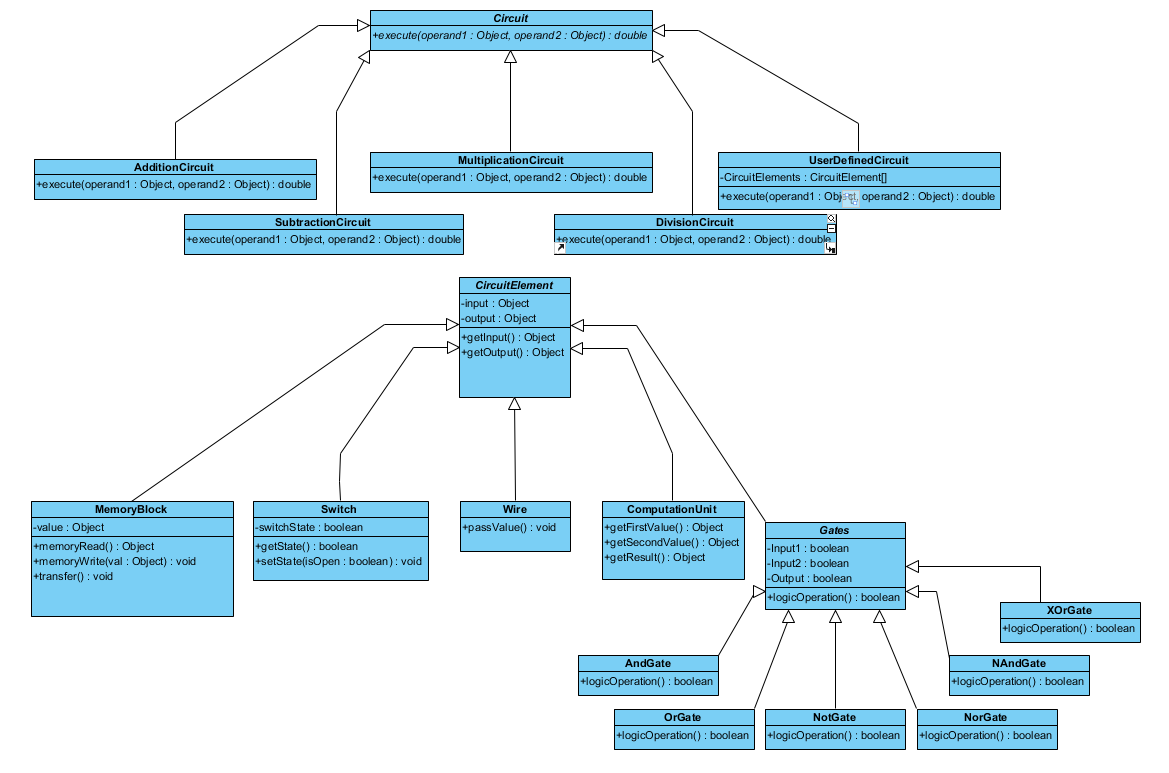 Circuit
+execute(operand1 : Object, operand2 : Object) : double
AdditionCircuit
+execute(operand1 : Object, operand2 : Object) : double
MultiplicationCircuit
+execute(operand1 : Object, operand2 : Object) : double
UserDefinedCircuit
-CircuitElements : CircuitElement[]
+execute(operand1 : Object, operand2 : Object) : double
SubtractionCircuit
+execute(operand1 : Object, operand2 : Object) : double
DivisionCircuit
+execute(operand1 : Object, operand2 : Object) : double
CircuitElement
-input : Object
-output : Object
+getInput() : Object
+getOutput() : Object
MemoryBlock
-value : Object
+memoryRead() : Object
+memoryWrite(val : Object) : void
+transfer() : void
Switch
-switchState : boolean
+getState() : boolean
+setState(isOpen : boolean) : void
Wire
+passValue() : void
ComputationUnit
+getFirstValue() : Object
+getSecondValue() : Object
+getResult() : Object
Gates
-Input1 : boolean
-Input2 : boolean
-Output : boolean
+logicOperation() : boolean
XOrGate
+logicOperation() : boolean
AndGate
+logicOperation() : boolean
NAndGate
+logicOperation() : boolean
OrGate
+logicOperation() : boolean
NotGate
+logicOperation() : boolean
NorGate
+logicOperation() : boolean